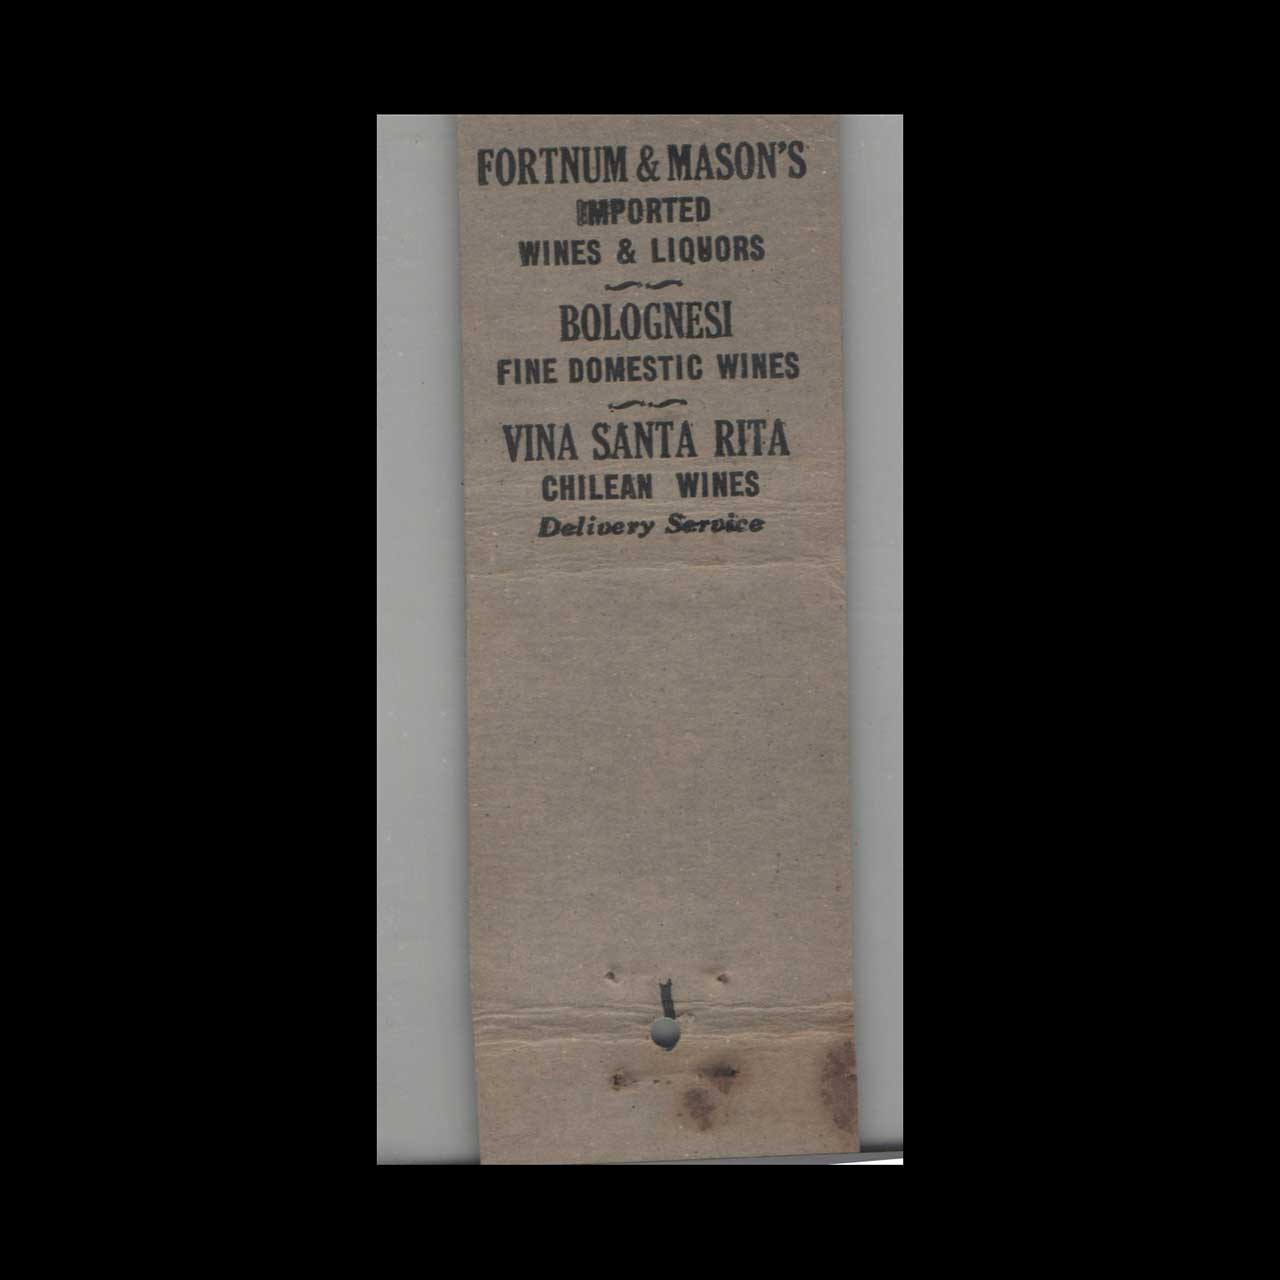 FORTNUM & MASON'S
IMPORTED
WINES & LIQUORS
BOLOGNESI
FINE DOMESTIC WINES
VINA SANTA RITA
CHILEAN WINES
Delivery Service